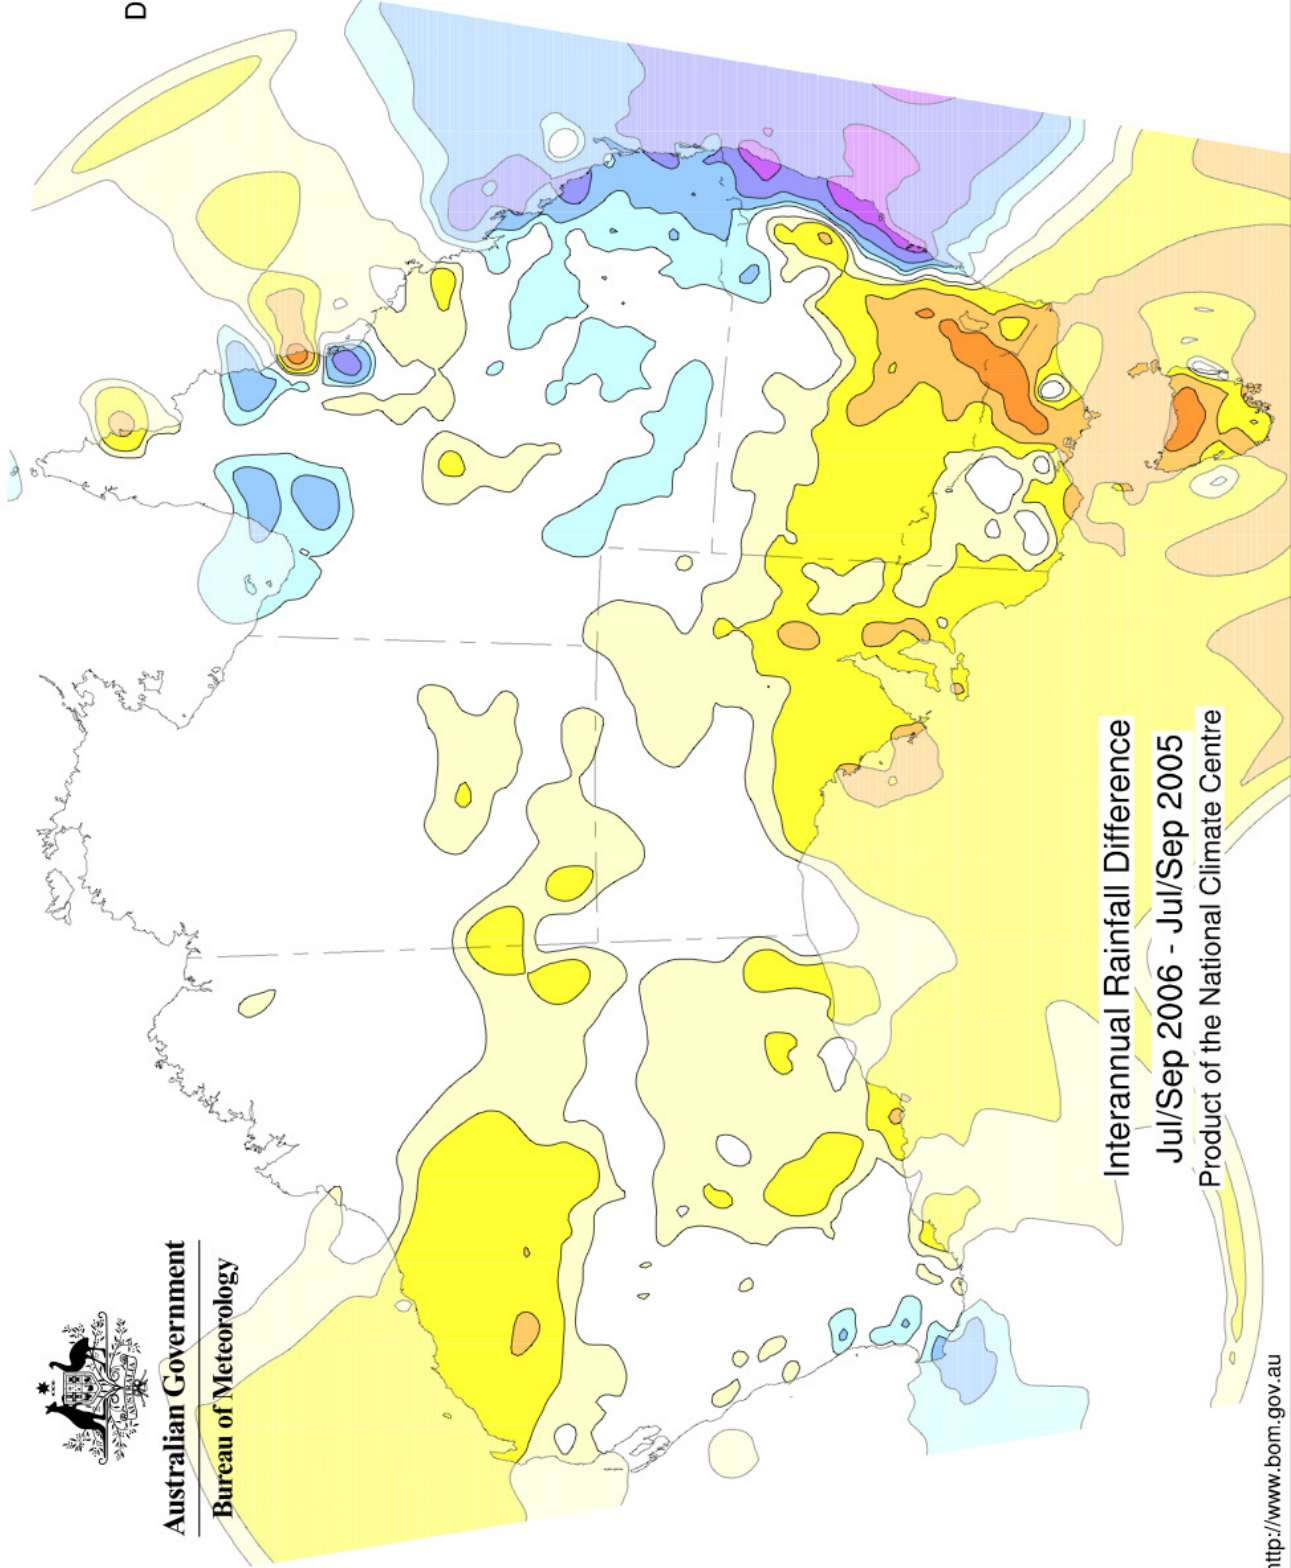 Australian Government
Bureau of Meteorology
Interannual Rainfall Difference
Jul/Sep 2006 - Jul/Sep 2005
Product of the National Climate Centre
http://www.bom.gov.au
D